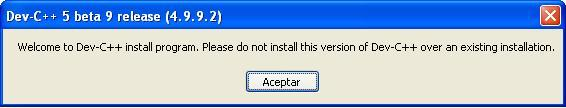 Dev-C++ 5 beta 9 release (4.9.9.2)
Welcome to Dev-C++ install program. Please do not install this version of Dev-C++ over an existing installation.
Aceptar